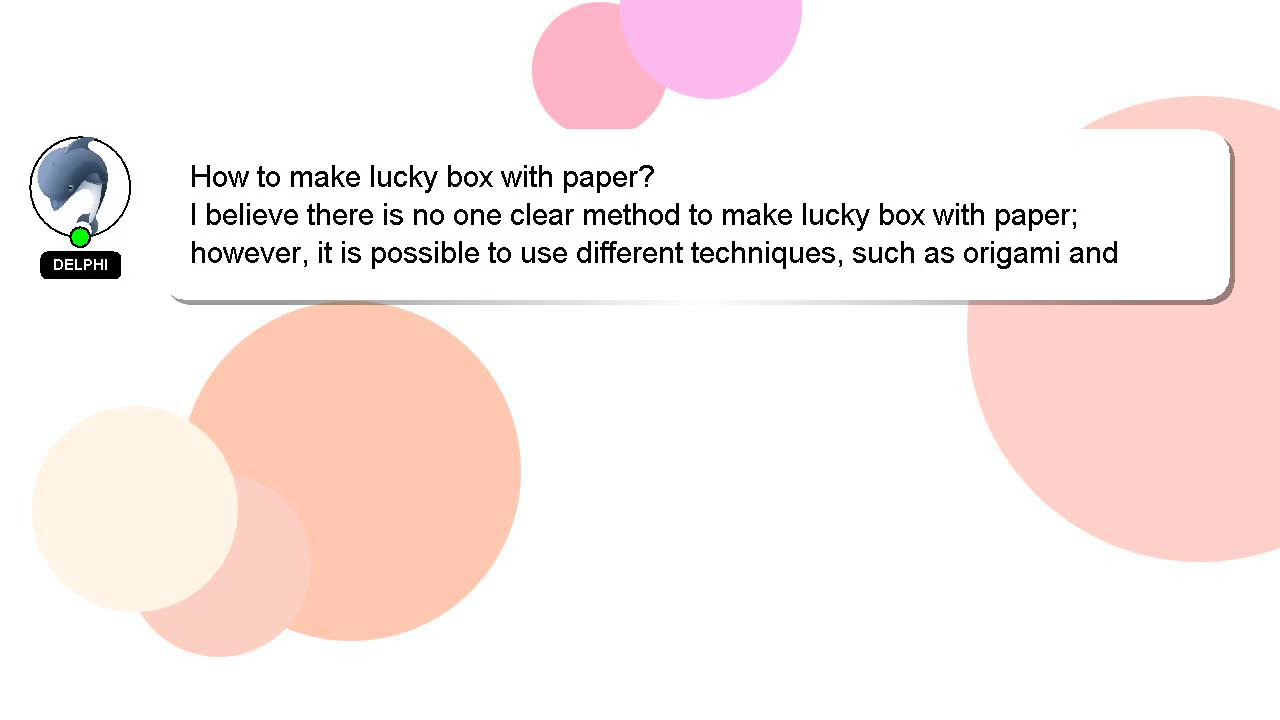 How to make lucky box with paper?
I believe there is no one clear method to make lucky box with paper;
however, it is possible to use different techniques, such as origami and
DELPHI